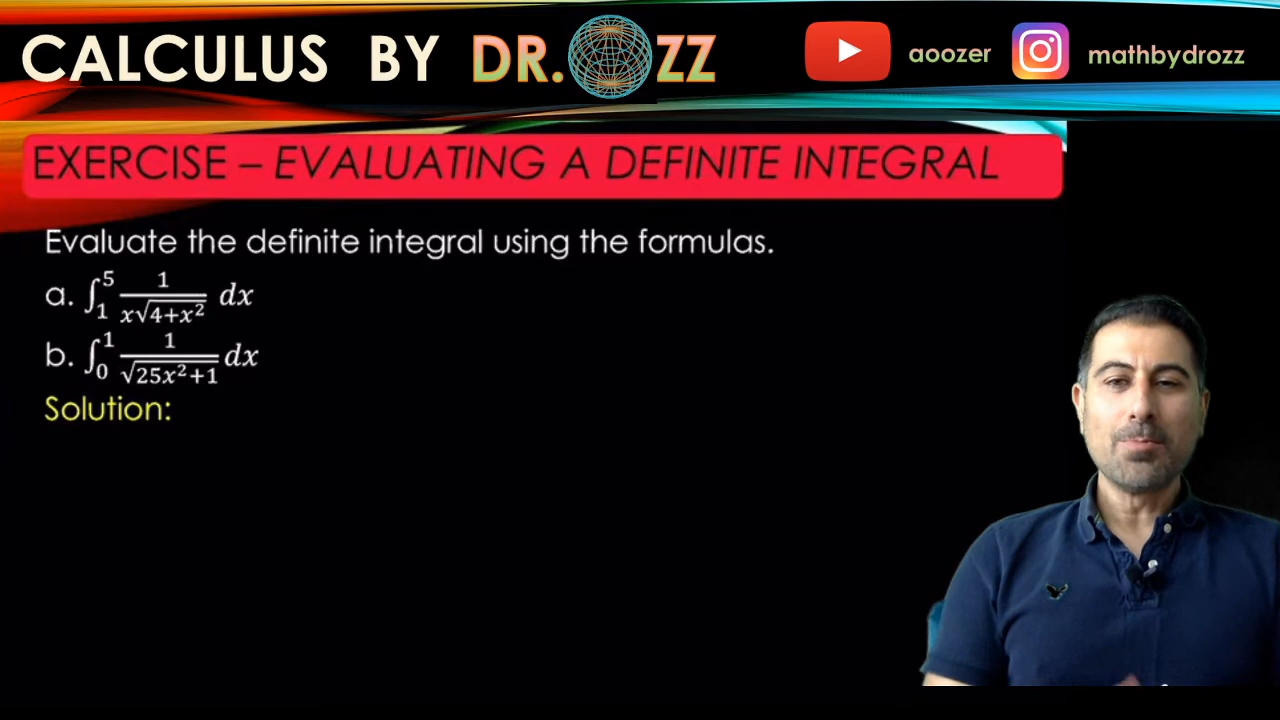 CALCULUS BY DR. OZZ
aoozer
mathbydrozz
EXERCISE – EVALUATING A DEFINITE INTEGRAL
Evaluate the definite integral using the formulas.
a. ∫₁⁵ 1/(x√(4+x²)) dx
b. ∫₀¹ 1/√(25x²+1) dx
Solution: